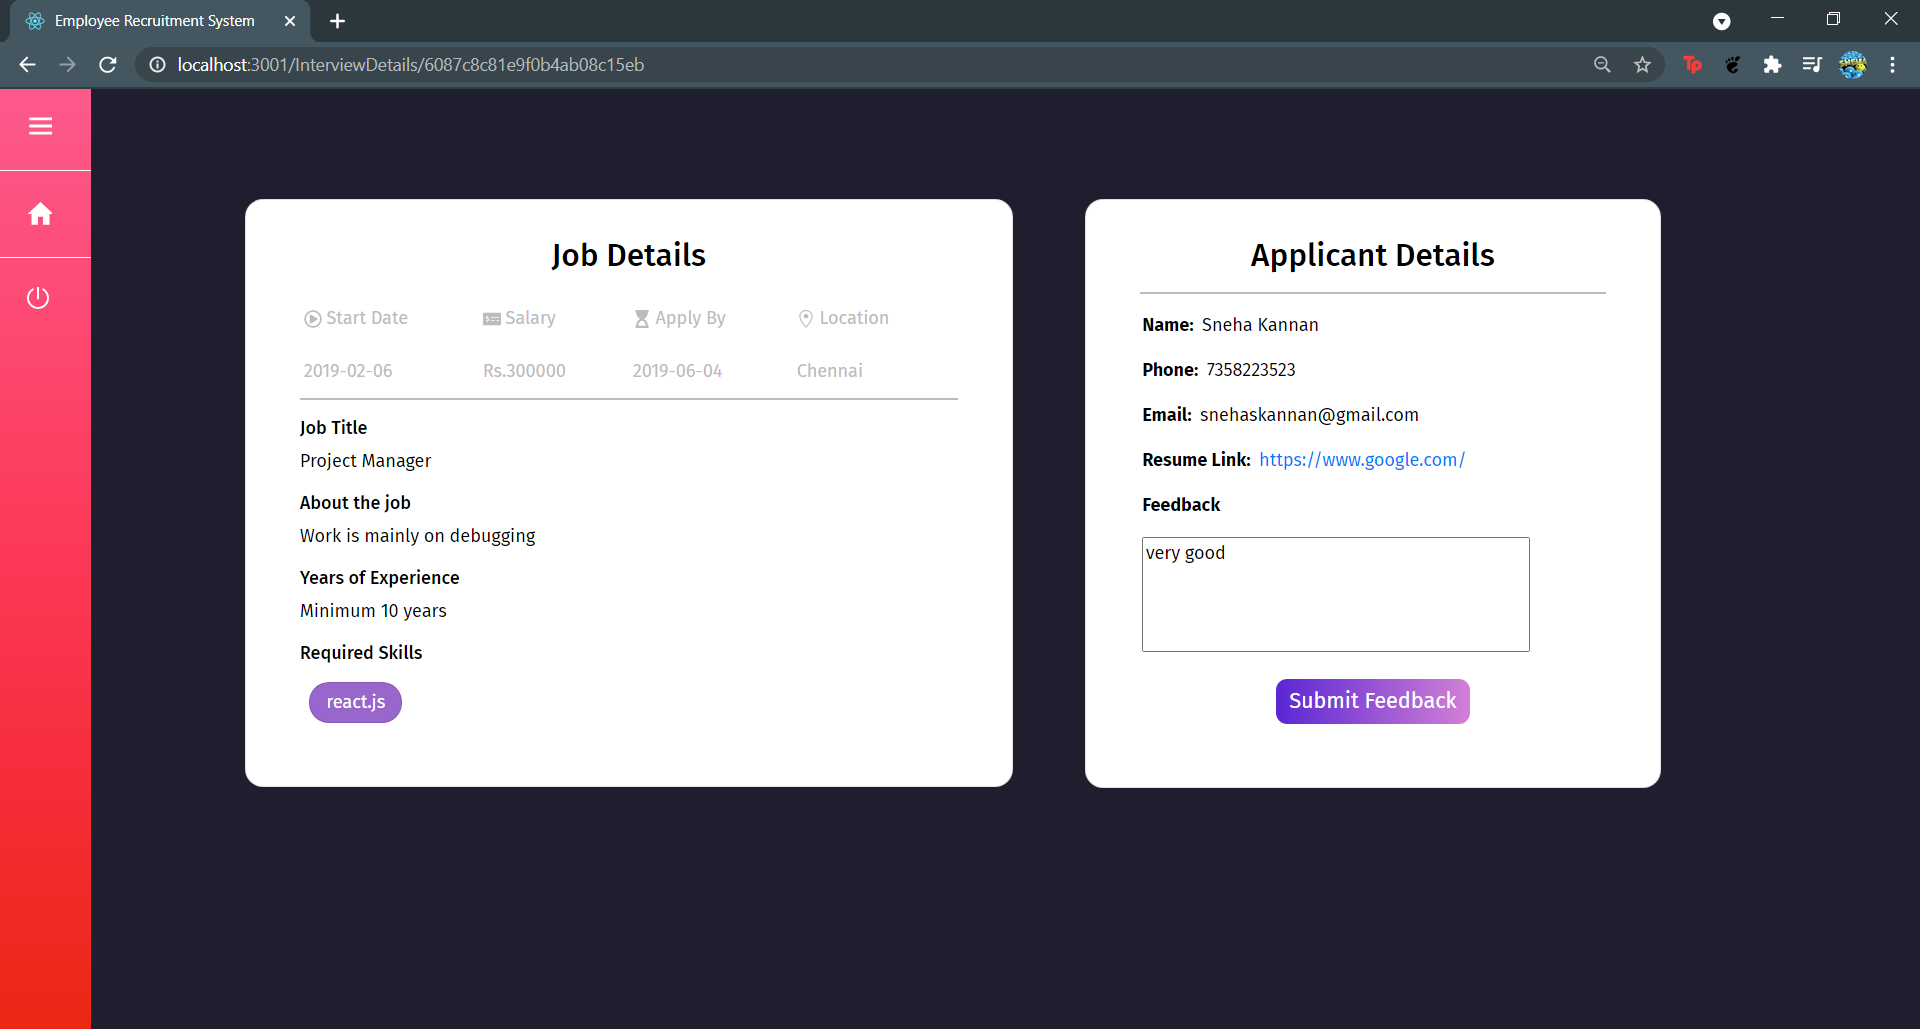 Employee Recruitment System
localhost:3001/InterviewDetails/6087c8c81e9f0b4ab08c15eb
Tp
Job Details
Start Date Salary Apply By Location
2019-02-06 Rs.300000 2019-06-04 Chennai
Job Title
Project Manager
About the job
Work is mainly on debugging
Years of Experience
Minimum 10 years
Required Skills
react.js
Applicant Details
Name: Sneha Kannan
Phone: 7358223523
Email: snehaskannan@gmail.com
Resume Link: https://www.google.com/
Feedback
very good
Submit Feedback